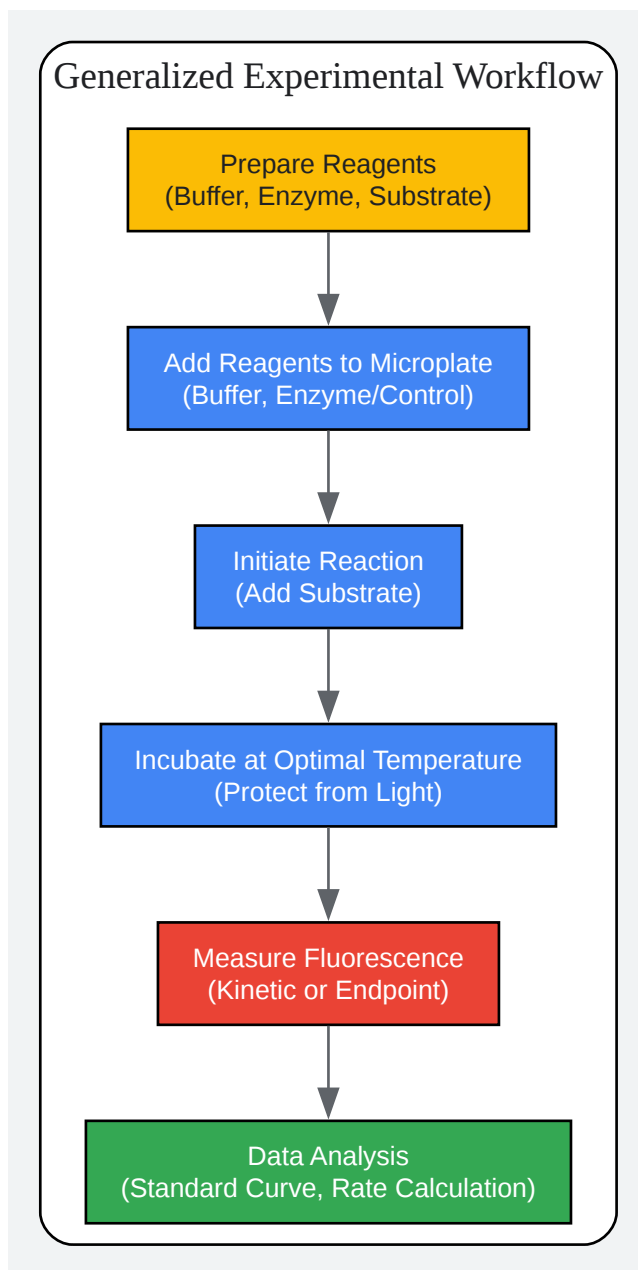 Generalized Experimental Workflow
Prepare Reagents
(Buffer, Enzyme, Substrate)
Add Reagents to Microplate
(Buffer, Enzyme/Control)
Initiate Reaction
(Add Substrate)
Incubate at Optimal Temperature
(Protect from Light)
Measure Fluorescence
(Kinetic or Endpoint)
Data Analysis
(Standard Curve, Rate Calculation)